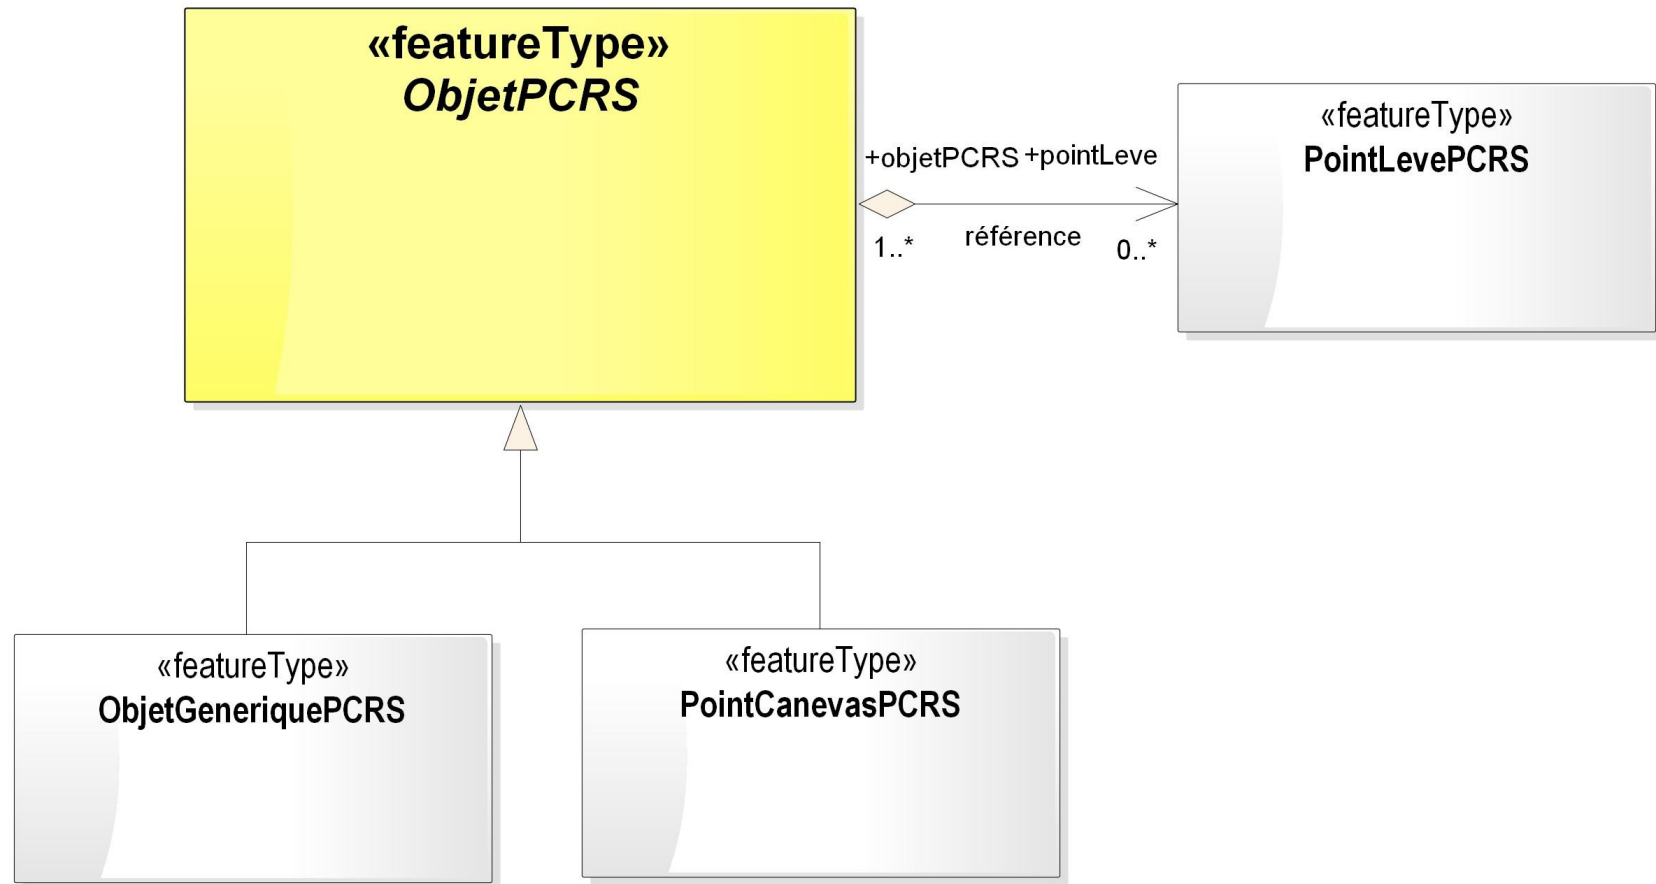 «featureType»
ObjetPCRS
«featureType»
PointLevePCRS
+objetPCRS +pointLeve
référence
1..*
0..*
«featureType»
ObjetGeneriquePCRS
«featureType»
PointCanevasPCRS